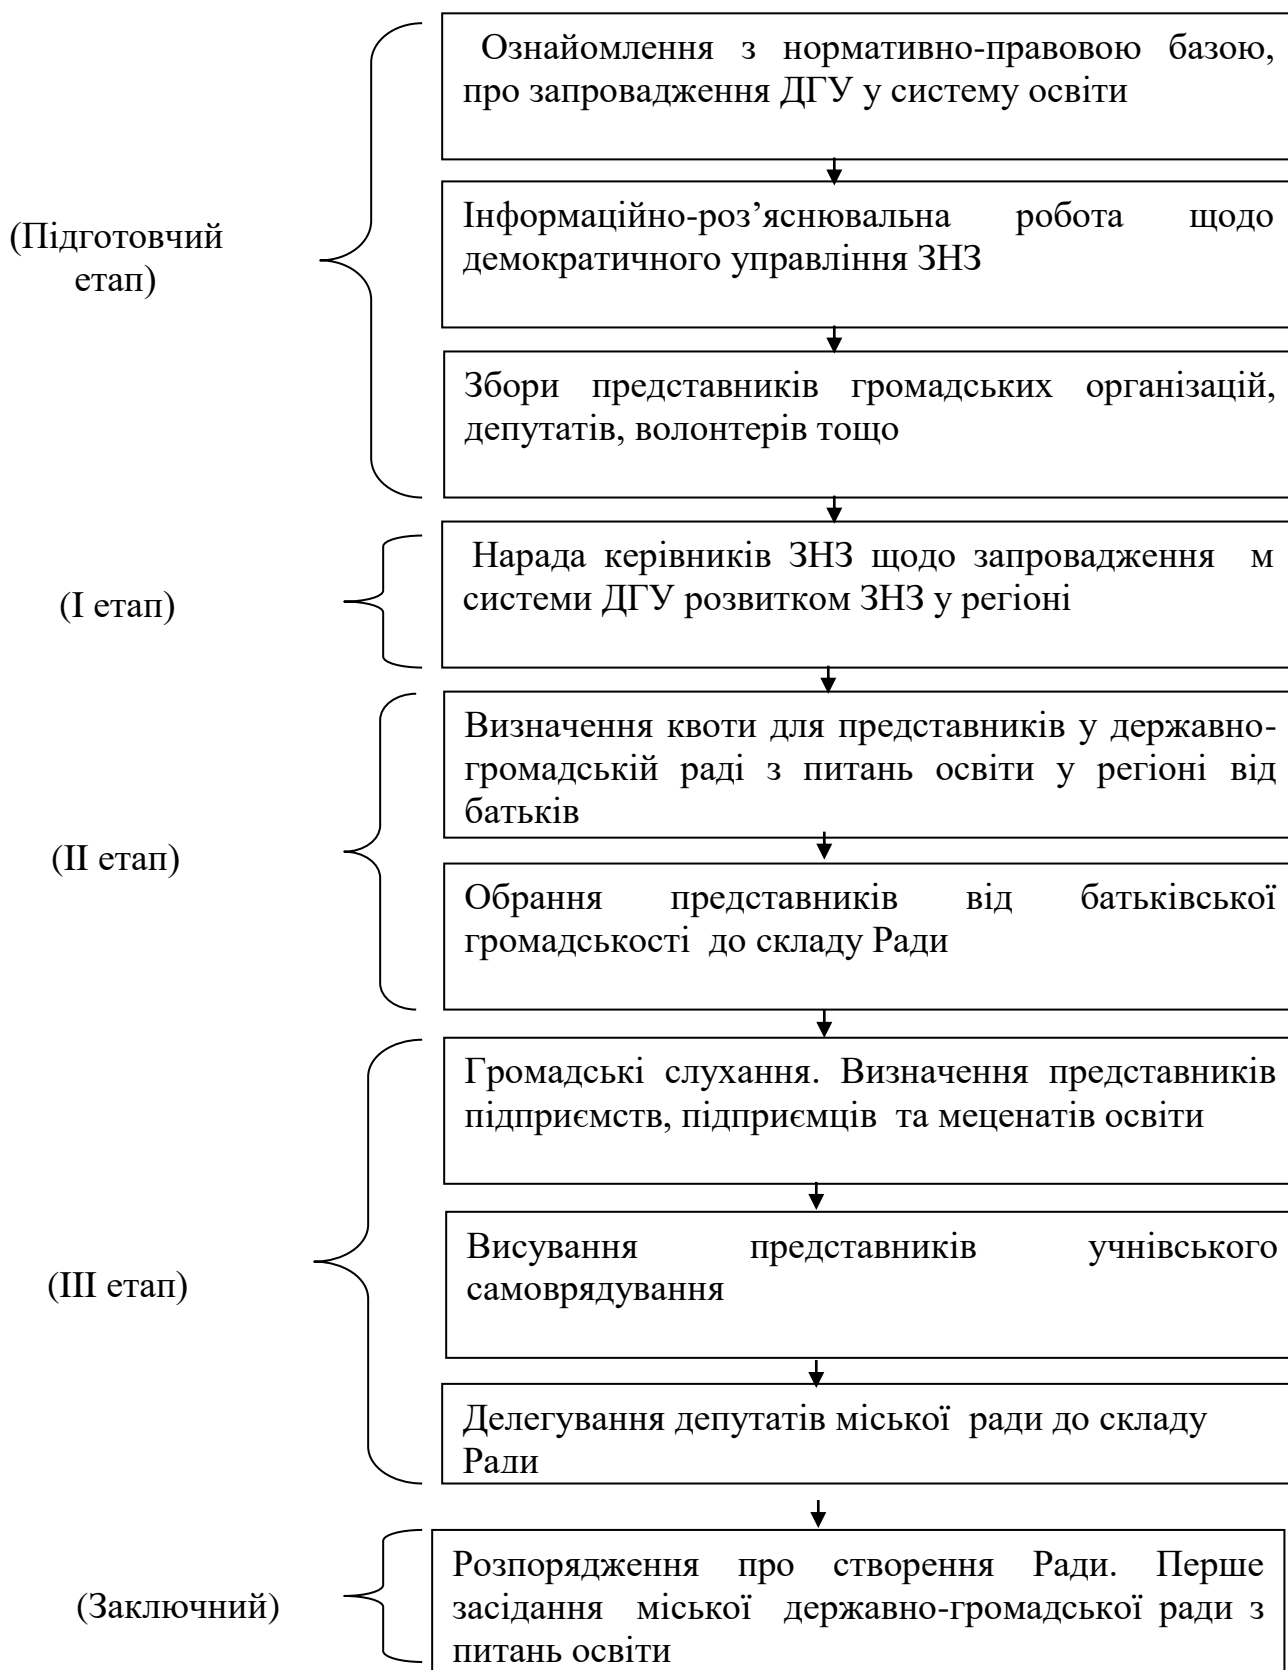 Ознайомлення з нормативно-правовою базою,
про запровадження ДГУ у систему освіти
(Підготовчий
етап)
Інформаційно-роз’яснювальна робота щодо
демократичного управління ЗНЗ
Збори представників громадських організацій,
депутатів, волонтерів тощо
(І етап)
Нарада керівників ЗНЗ щодо запровадження м
системи ДГУ розвитком ЗНЗ у регіоні
(ІІ етап)
Визначення квоти для представників у державно-
громадській раді з питань освіти у регіоні від
батьків
Обрання представників від батьківської
громадськості до складу Ради
(ІІІ етап)
Громадські слухання. Визначення представників
підприємств, підприємців та меценатів освіти
Висування представників учнівського
самоврядування
Делегування депутатів міської ради до складу
Ради
(Заключний)
Розпорядження про створення Ради. Перше
засідання міської державно-громадської ради з
питань освіти